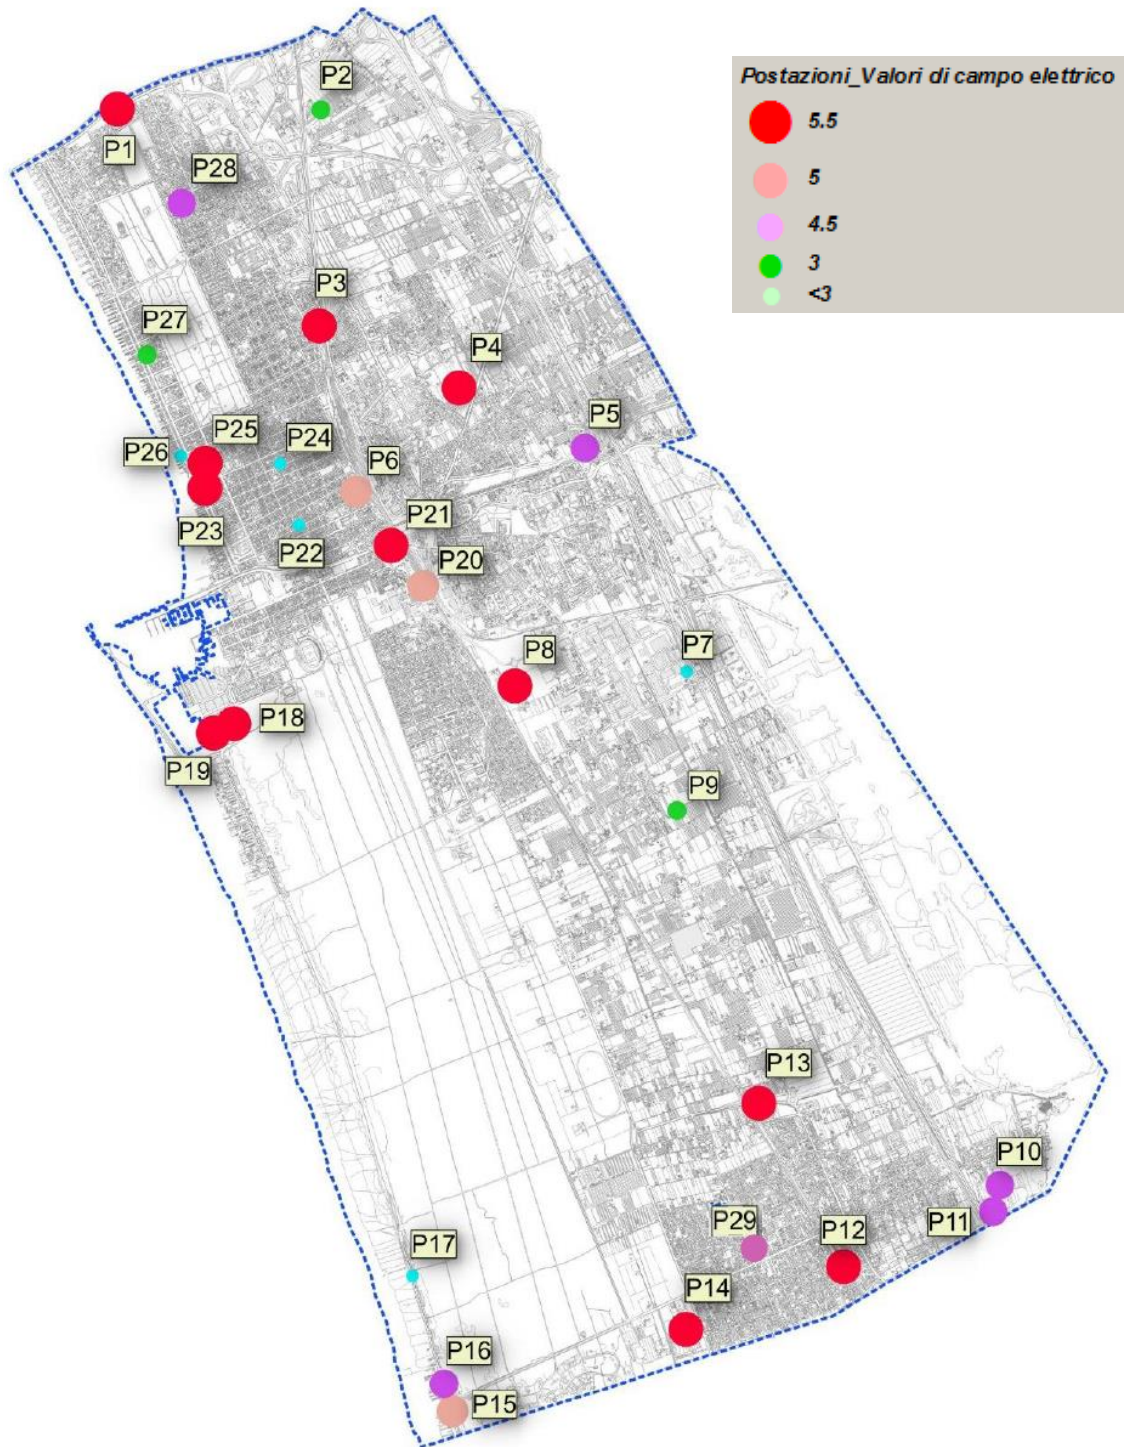 P2
Postazioni_Valori di campo elettrico
5.5
P1
P28
5
4.5
3
<3
P3
P27
P4
P25
P5
P26
P24
P6
P23
P22
P21
P20
P8
P7
P18
P19
P9
P13
P10
P11
P29
P12
P17
P14
P16
P15